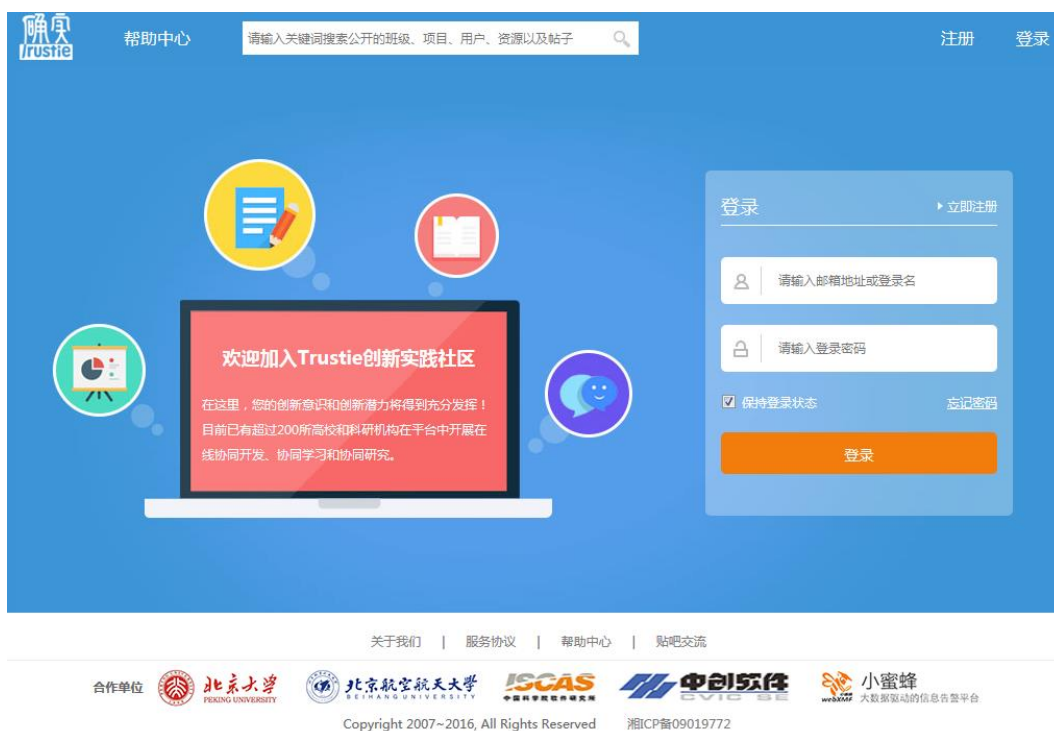 确实
Trustie
帮助中心
请输入关键词搜索公开的班级、项目、用户、资源以及帖子
注册
登录
登录
立即注册
请输入邮箱地址或登录名
请输入登录密码
保持登录状态
忘记密码
登录
欢迎加入Trustie创新实践社区
在这里,您的创新意识和创新潜力将得到充分发挥!
目前已有超过200所高校和科研机构在平台中开展在
线协同开发、协同学习和协同研究。
关于我们 | 服务协议 | 帮助中心 | 贴吧交流
合作单位
北京大学
PEKING UNIVERSITY
北京航空航天大学
BEIHANG UNIVERSITY
ISCAS
中国科学院软件研究所
中创软件
CVIC SE
webXMF
小蜜蜂
大数据驱动的信息告警平台
Copyright 2007~2016, All Rights Reserved 湘ICP备09019772